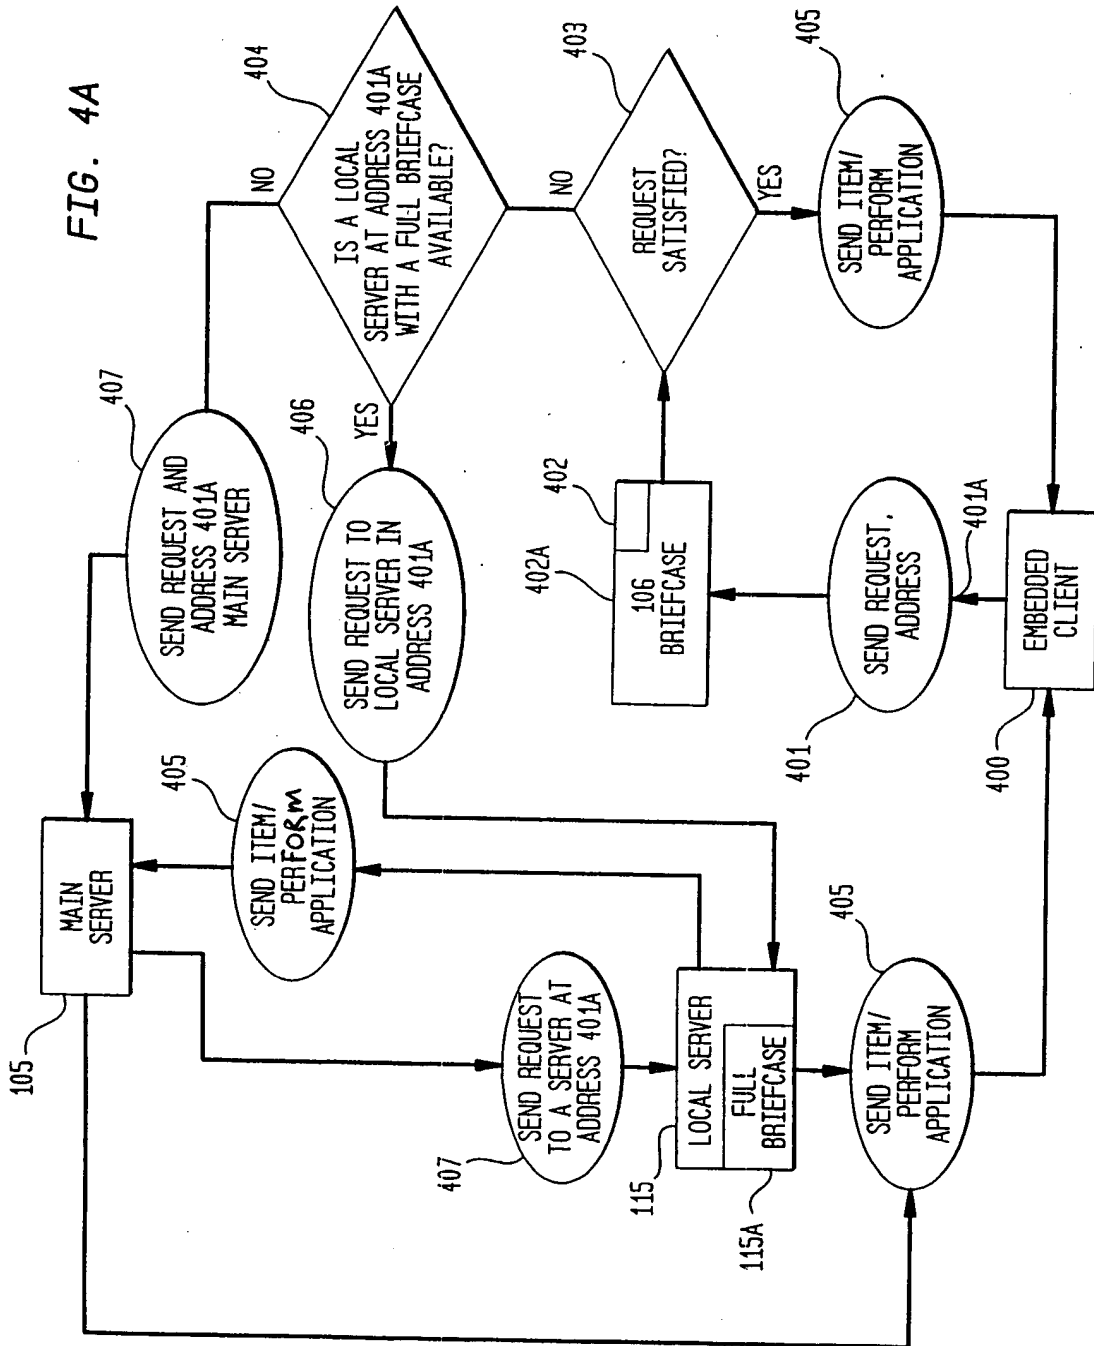 FIG. 4A
407
SEND REQUEST AND
ADDRESS 401A
MAIN SERVER
NO
404
IS A LOCAL
SERVER AT ADDRESS 401A
WITH A FULL BRIEFCASE
AVAILABLE?
YES
406
SEND REQUEST TO
LOCAL SERVER IN
ADDRESS 401A
NO
403
REQUEST
SATISFIED?
YES
405
SEND ITEM/
PERFORM
APPLICATION
402
402A
106
BRIEFCASE
401
SEND REQUEST,
ADDRESS
401A
400
EMBEDDED
CLIENT
105
MAIN
SERVER
405
SEND ITEM/
PERFORM
APPLICATION
407
SEND REQUEST
TO A SERVER AT
ADDRESS 401A
115
LOCAL SERVER
FULL
BRIEFCASE
115A
405
SEND ITEM/
PERFORM
APPLICATION